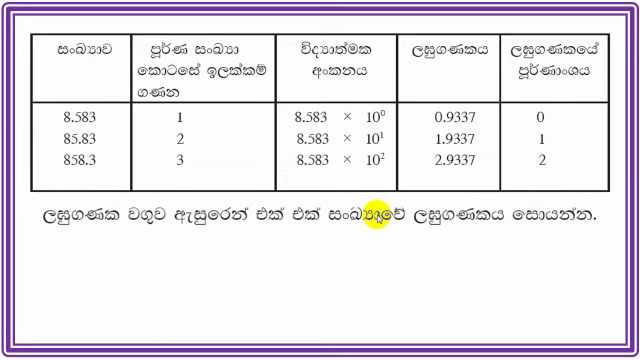 සංඛ්‍යාව | පූර්ණ සංඛ්‍යා කොටසේ ඉලක්කම් ගණන | විද්‍යාත්මක අංකනය | ලඝුගණකය | ලඝුගණකයේ පූර්ණාංශය
8.583 | 1 | 8.583 × 10⁰ | 0.9337 | 0
85.83 | 2 | 8.583 × 10¹ | 1.9337 | 1
858.3 | 3 | 8.583 × 10² | 2.9337 | 2
ලඝුගණක වගුව ඇසුරෙන් එක් එක් සංඛ්‍යාවේ ලඝුගණකය සොයන්න.